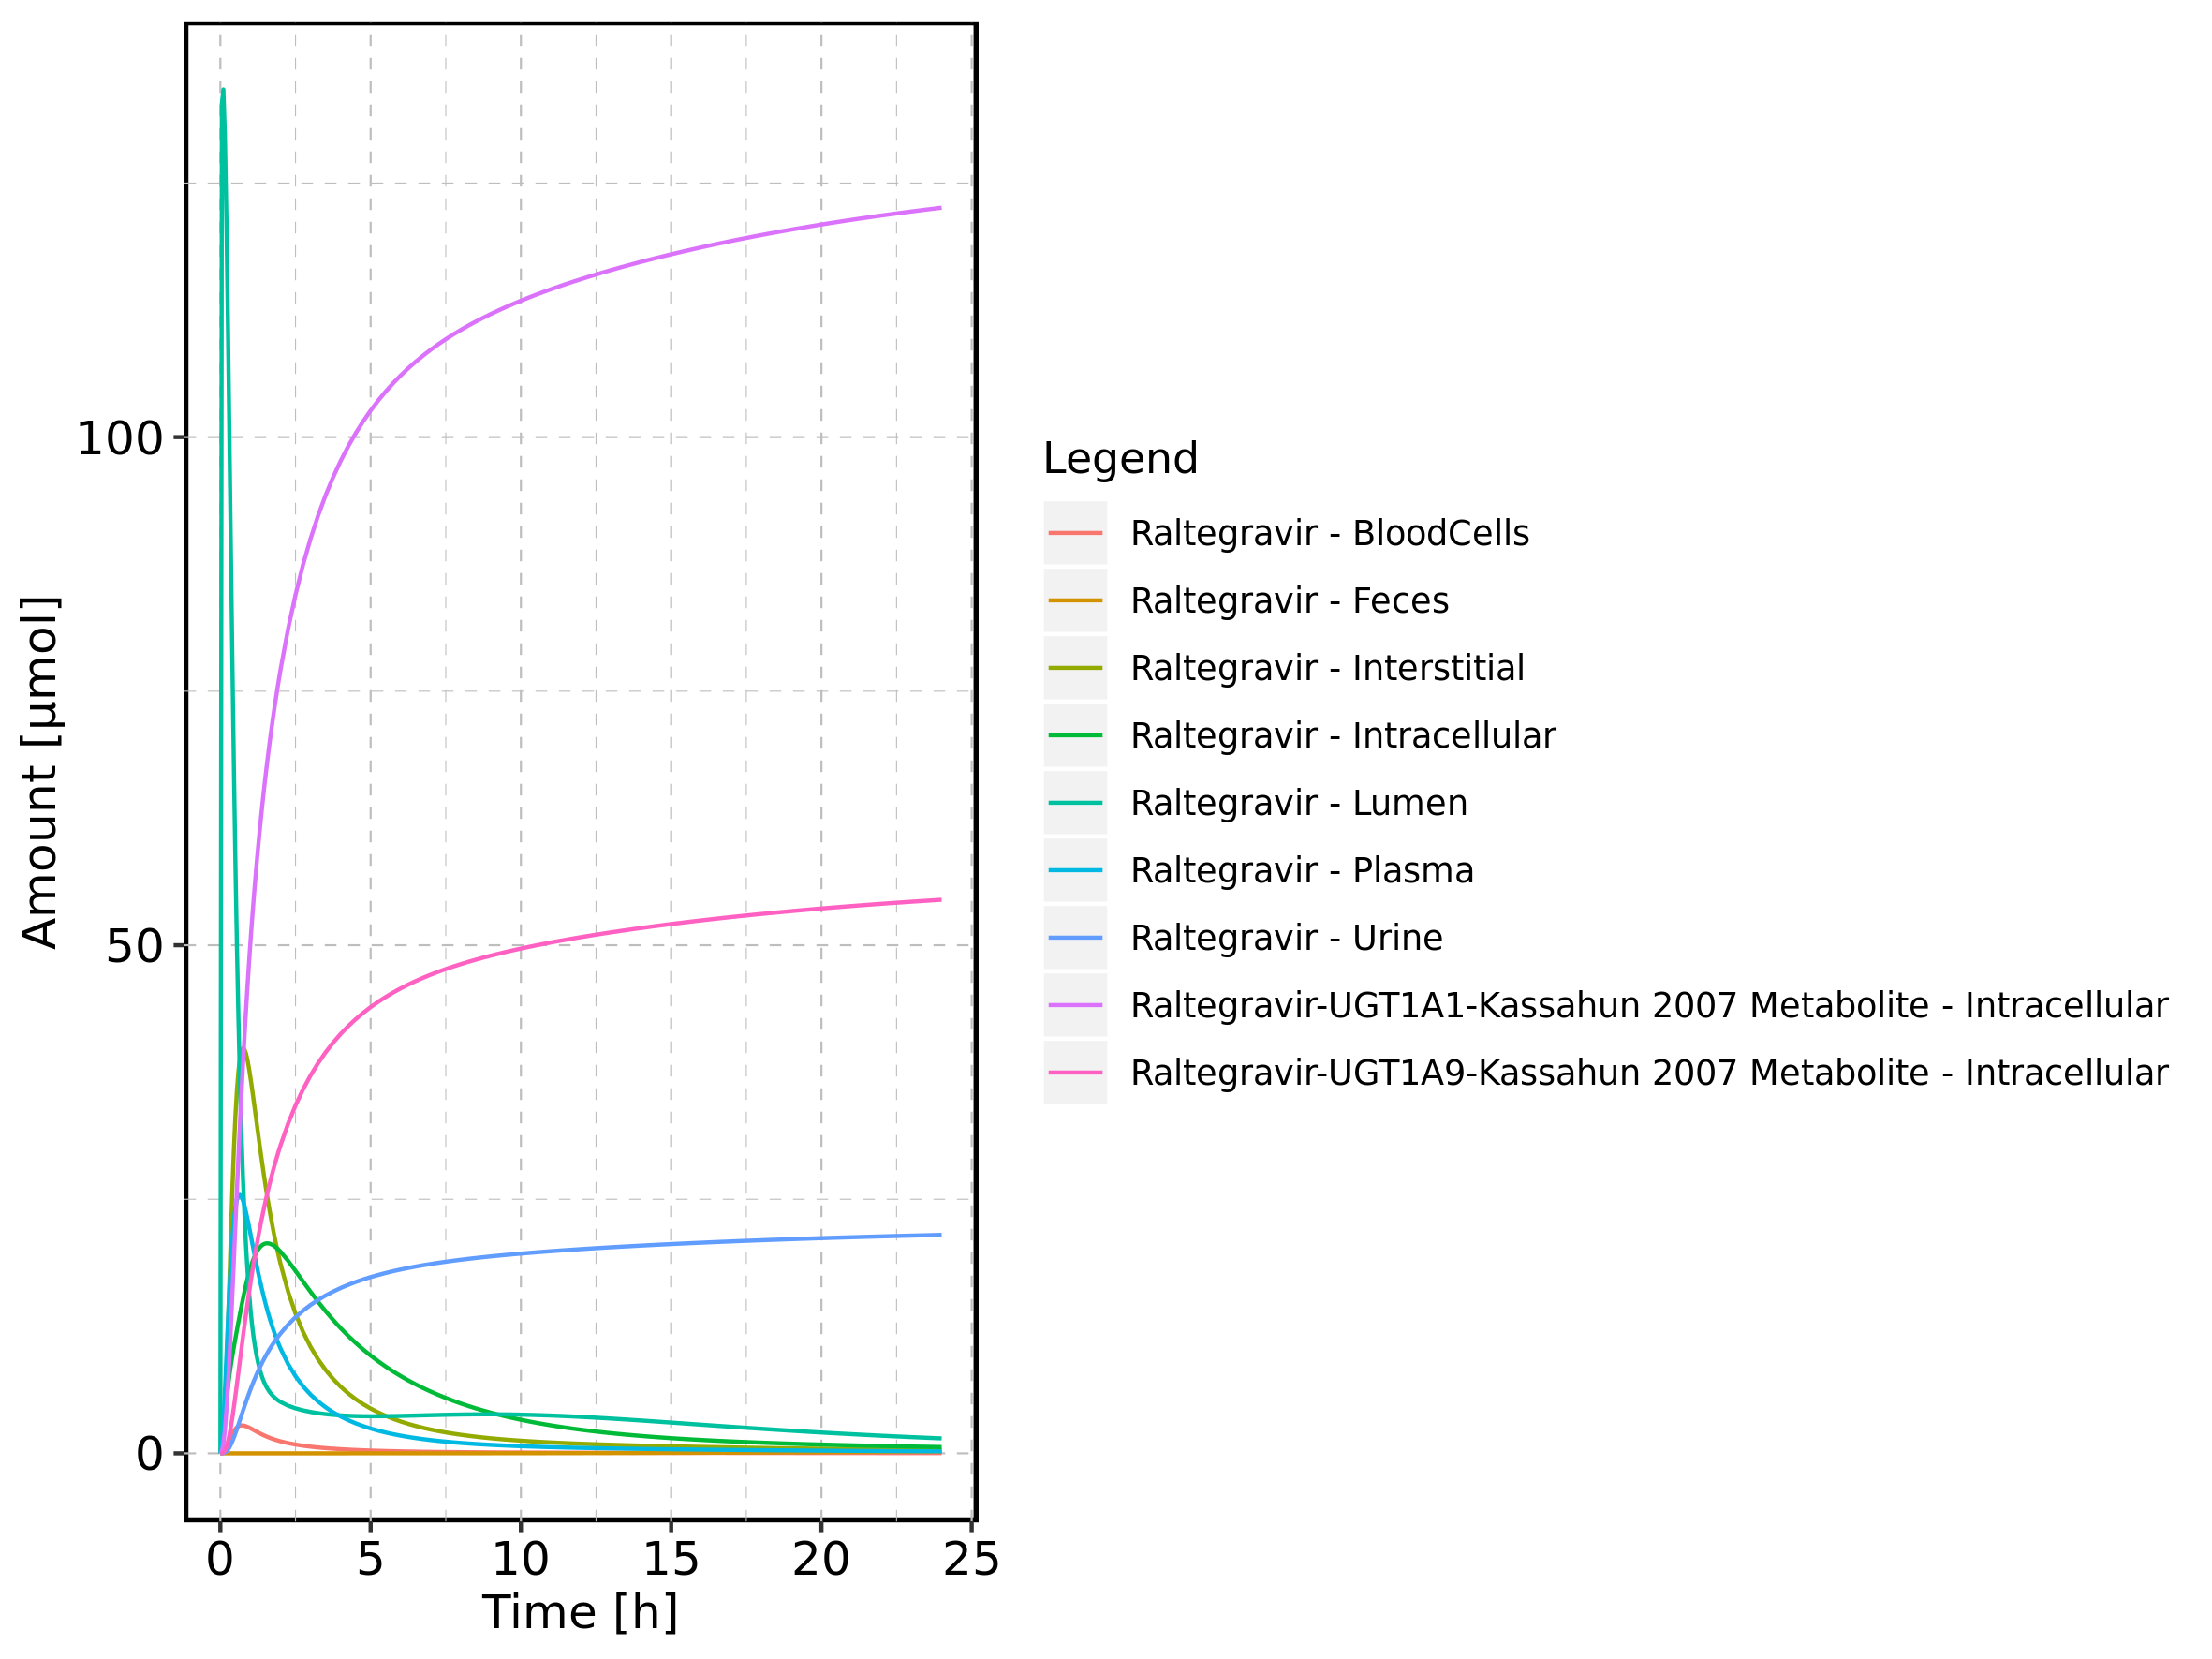 Amount [µmol]
100
50
0
0 5 10 15 20 25
Time [h]
Legend
Raltegravir - BloodCells
Raltegravir - Feces
Raltegravir - Interstitial
Raltegravir - Intracellular
Raltegravir - Lumen
Raltegravir - Plasma
Raltegravir - Urine
Raltegravir-UGT1A1-Kassahun 2007 Metabolite - Intracellular
Raltegravir-UGT1A9-Kassahun 2007 Metabolite - Intracellular